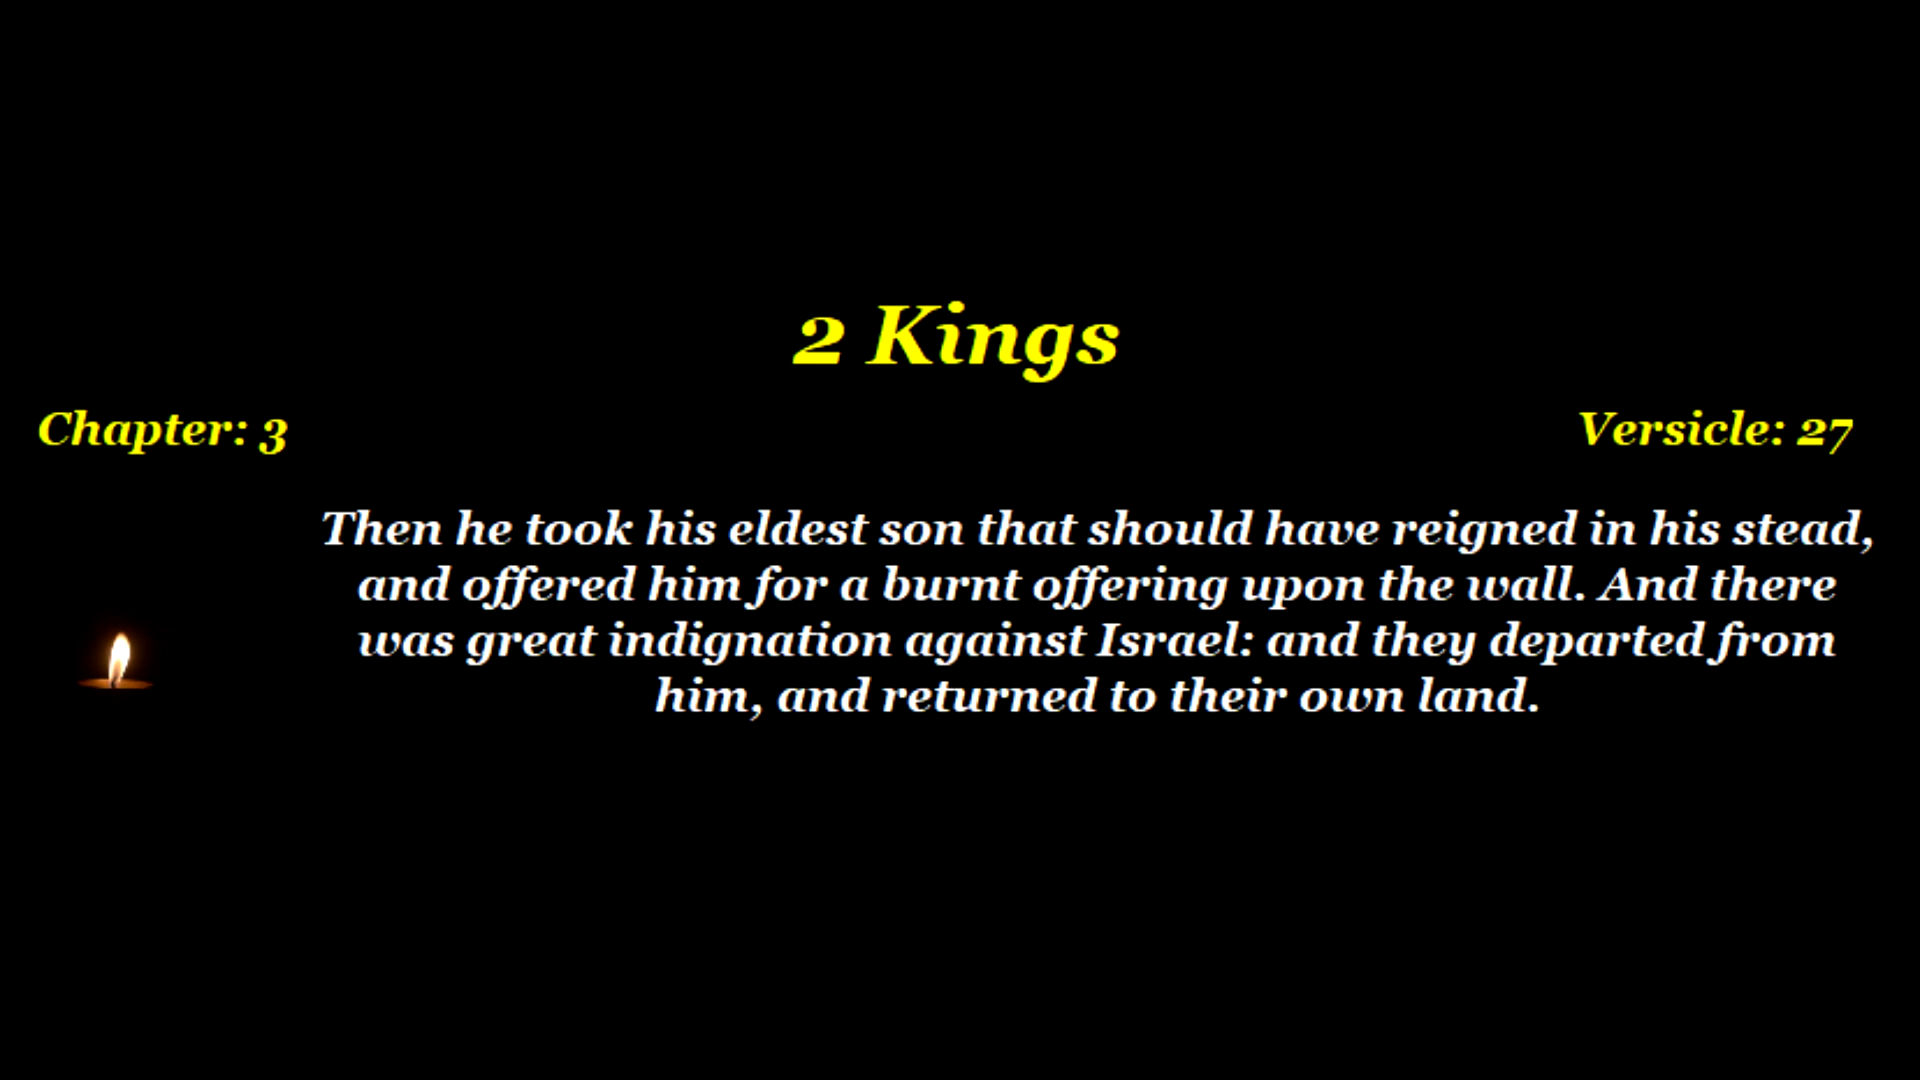 2 Kings
Chapter: 3
Versicle: 27
Then he took his eldest son that should have reigned in his stead,
and offered him for a burnt offering upon the wall. And there
was great indignation against Israel: and they departed from
him, and returned to their own land.